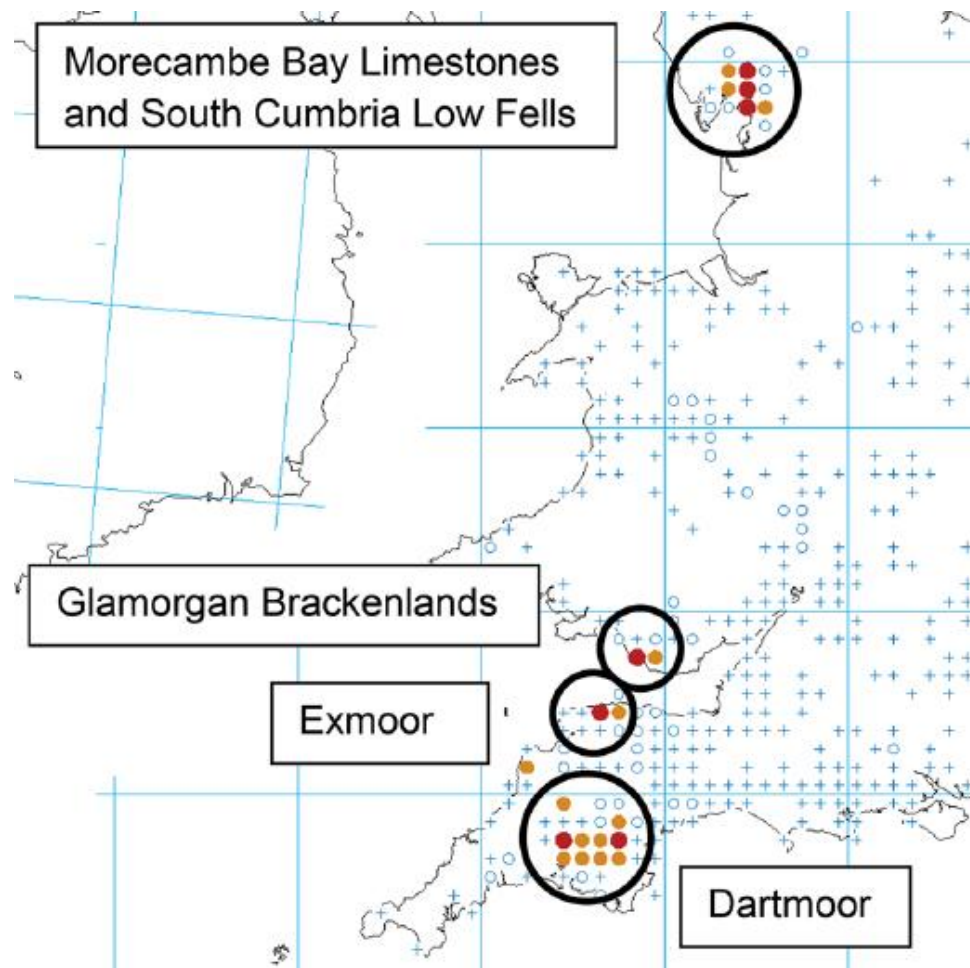 Morecambe Bay Limestones
and South Cumbria Low Fells
Glamorgan Brackenlands
Exmoor
Dartmoor